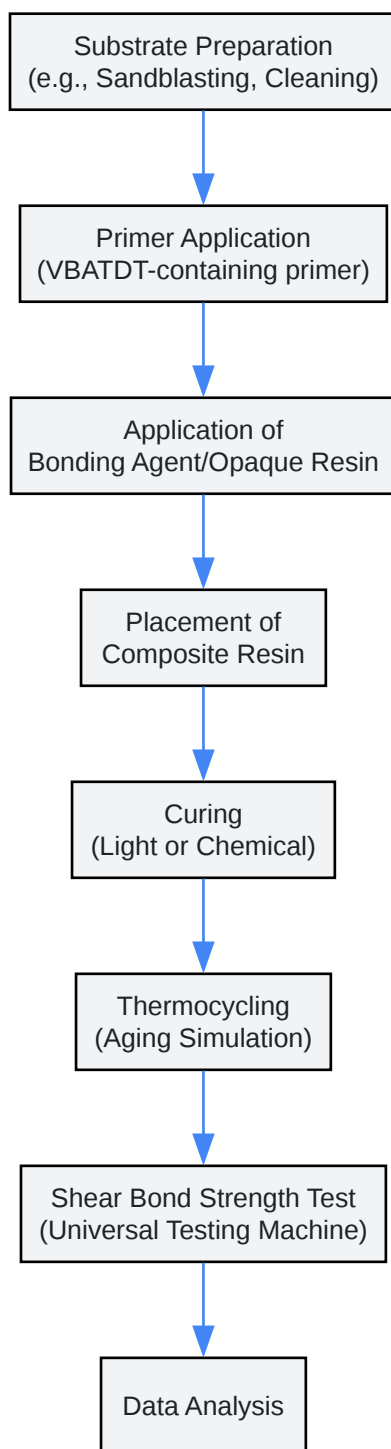 Substrate Preparation
(e.g., Sandblasting, Cleaning)
Primer Application
(VBATDT-containing primer)
Application of
Bonding Agent/Opaque Resin
Placement of
Composite Resin
Curing
(Light or Chemical)
Thermocycling
(Aging Simulation)
Shear Bond Strength Test
(Universal Testing Machine)
Data Analysis